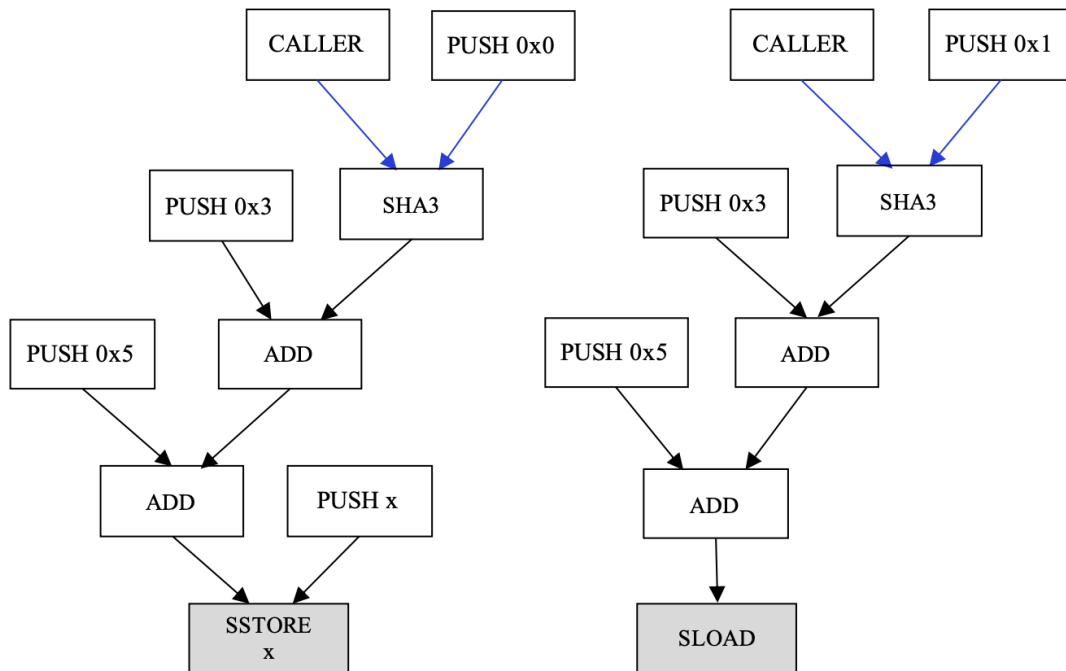 CALLER
PUSH 0x0
PUSH 0x3
SHA3
PUSH 0x5
ADD
ADD
PUSH x
SSTORE
x
CALLER
PUSH 0x1
PUSH 0x3
SHA3
PUSH 0x5
ADD
ADD
SLOAD